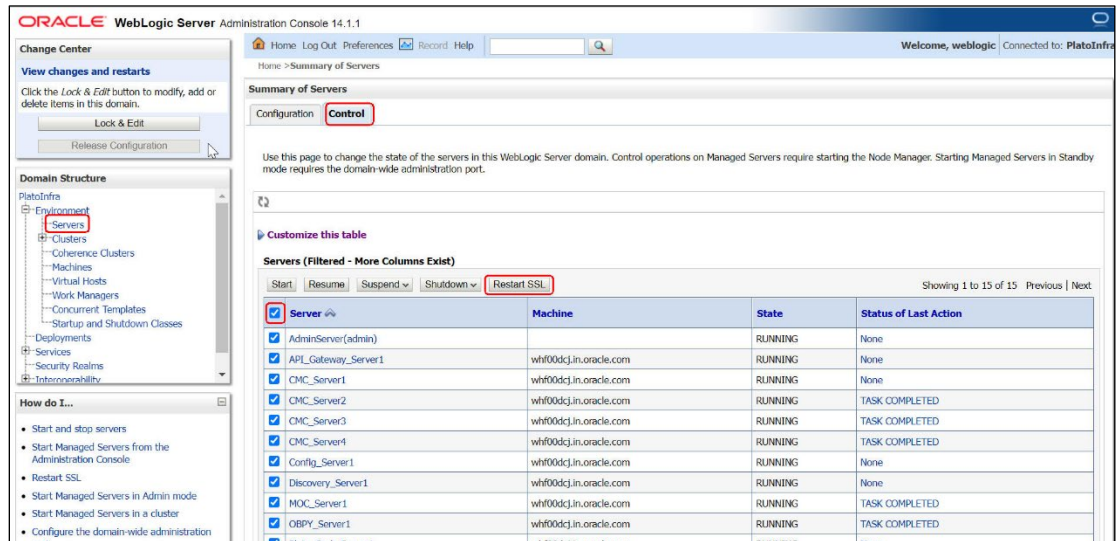 ORACLE WebLogic Server Administration Console 14.1.1
Change Center
View changes and restarts
Click the Lock & Edit button to modify, add or
delete items in this domain.
Lock & Edit
Release Configuration
Domain Structure
PlatoInfra
Environment
Servers
Clusters
Coherence Clusters
Machines
Virtual Hosts
Work Managers
Concurrent Templates
Startup and Shutdown Classes
Deployments
Services
Security Realms
Interoperability
How do I...
Start and stop servers
Start Managed Servers from the
Administration Console
Restart SSL
Start Managed Servers in Admin mode
Start Managed Servers in a cluster
Configure the domain-wide administration
Home Log Out Preferences Record Help
Welcome, weblogic Connected to: PlatoInfra
Home >Summary of Servers
Summary of Servers
Configuration Control
Use this page to change the state of the servers in this WebLogic Server domain. Control operations on Managed Servers require starting the Node Manager. Starting Managed Servers in Standby
mode requires the domain-wide administration port.
Customize this table
Servers (Filtered - More Columns Exist)
Start Resume Suspend Shutdown Restart SSL Showing 1 to 15 of 15 Previous | Next
Server Machine State Status of Last Action
AdminServer(admin) RUNNING None
API_Gateway_Server1 whf00dcj.in.oracle.com RUNNING None
CMC_Server1 whf00dcj.in.oracle.com RUNNING None
CMC_Server2 whf00dcj.in.oracle.com RUNNING TASK COMPLETED
CMC_Server3 whf00dcj.in.oracle.com RUNNING TASK COMPLETED
CMC_Server4 whf00dcj.in.oracle.com RUNNING TASK COMPLETED
Config_Server1 whf00dcj.in.oracle.com RUNNING None
Discovery_Server1 whf00dcj.in.oracle.com RUNNING None
MOC_Server1 whf00dcj.in.oracle.com RUNNING TASK COMPLETED
OBPY_Server1 whf00dcj.in.oracle.com RUNNING TASK COMPLETED